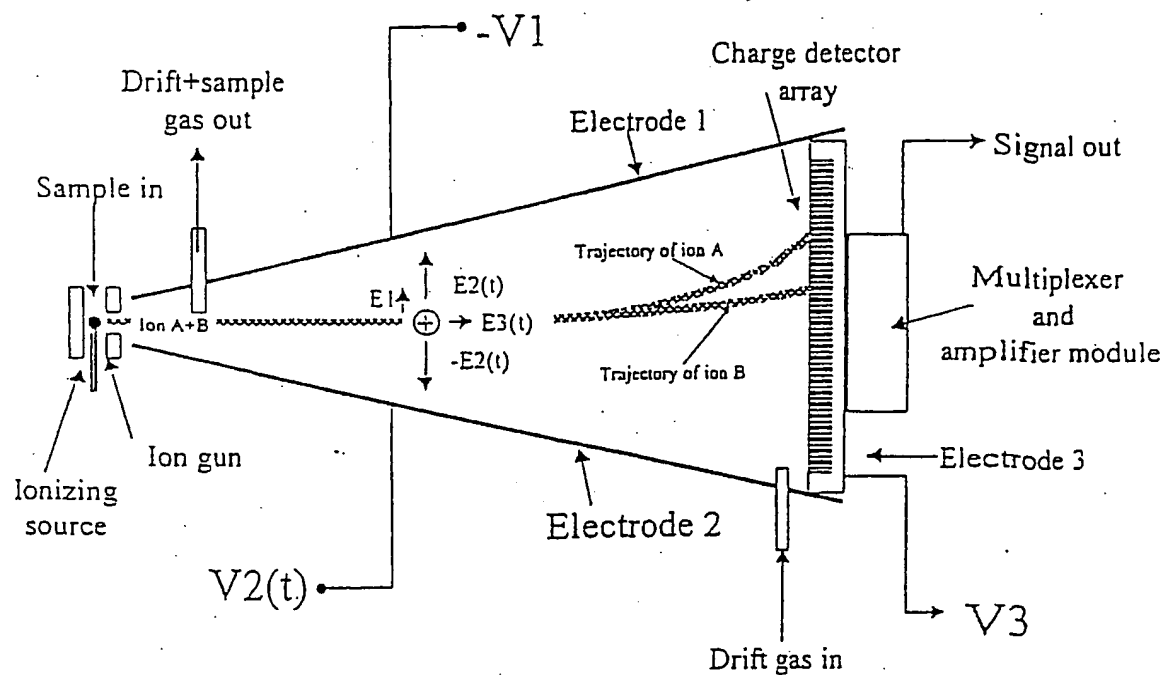 -V1
Drift+sample
gas out
Charge detector
array
Electrode 1
Signal out
Sample in
Trajectory of ion A
E1
E2(t)
Ion A+B
E3(t)
-E2(t)
Trajectory of ion B
Multiplexer
and
amplifier module
Ion gun
Ionizing
source
Electrode 3
Electrode 2
V2(t)
V3
Drift gas in